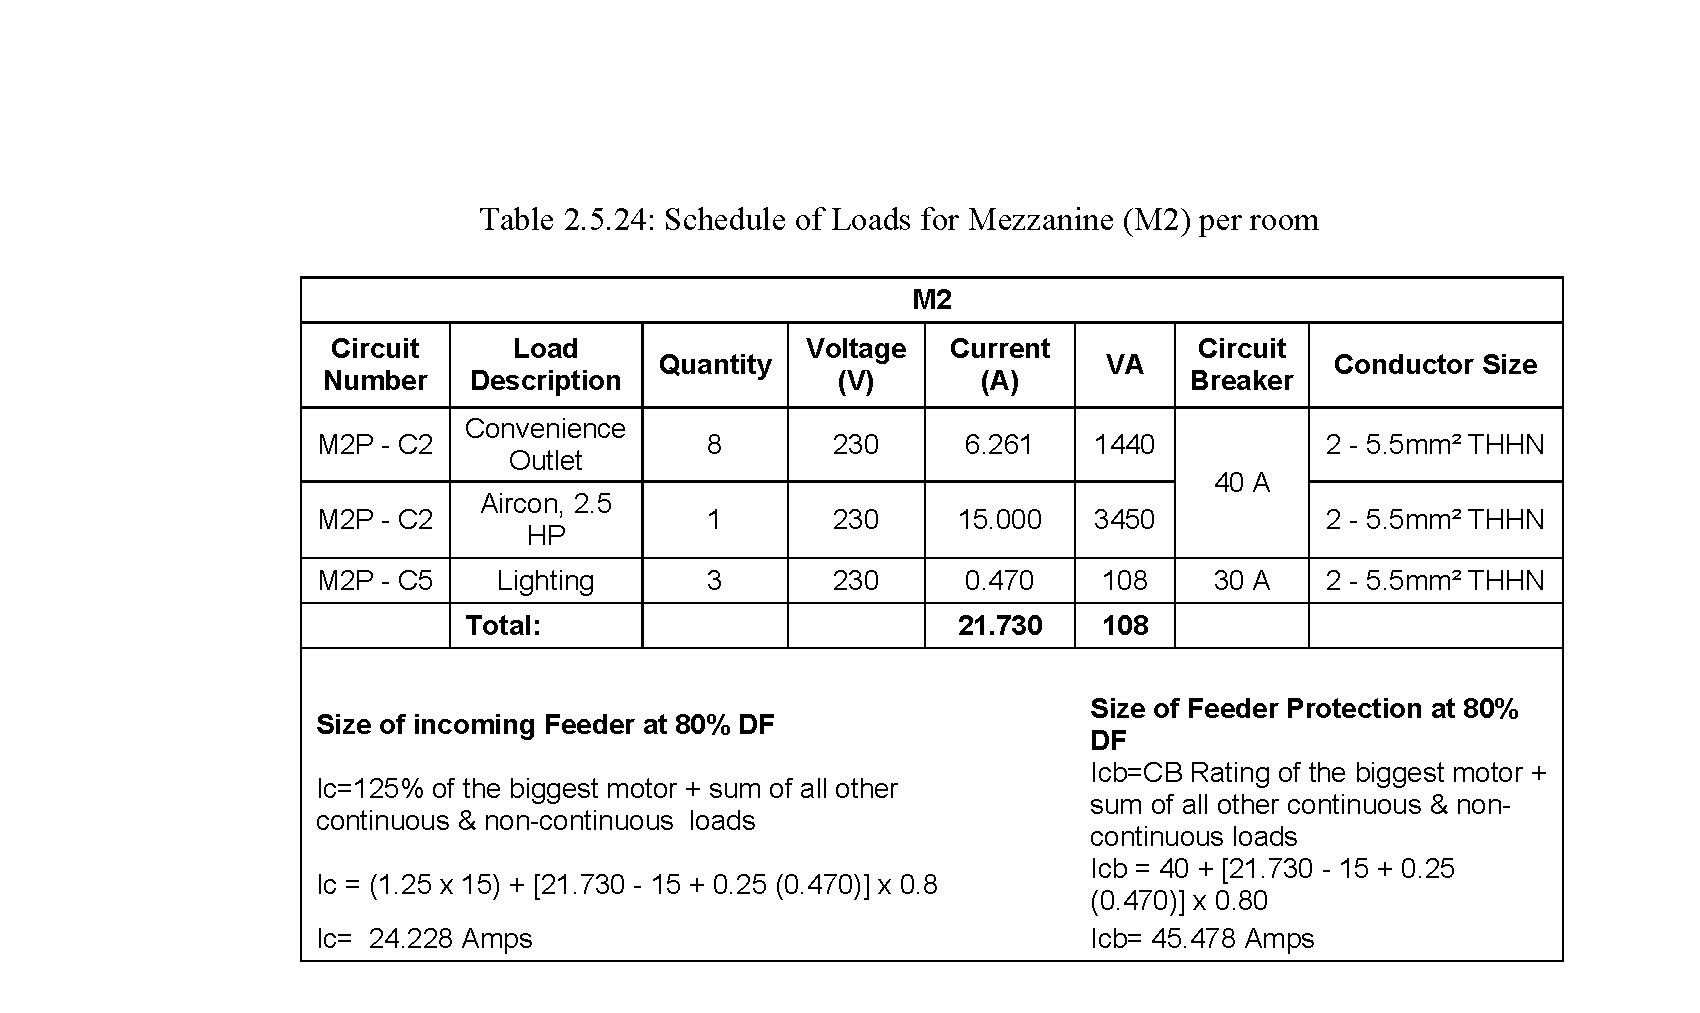 Table 2.5.24: Schedule of Loads for Mezzanine (M2) per room
M2
Circuit Number Load Description Quantity Voltage (V) Current (A) VA Circuit Breaker Conductor Size
M2P - C2 Convenience Outlet 8 230 6.261 1440 40 A 2 - 5.5mm² THHN
M2P - C2 Aircon, 2.5 HP 1 230 15.000 3450 2 - 5.5mm² THHN
M2P - C5 Lighting 3 230 0.470 108 30 A 2 - 5.5mm² THHN
Total: 21.730 108
Size of incoming Feeder at 80% DF
Ic=125% of the biggest motor + sum of all other
continuous & non-continuous loads
Ic = (1.25 x 15) + [21.730 - 15 + 0.25 (0.470)] x 0.8
Ic= 24.228 Amps
Size of Feeder Protection at 80%
DF
Icb=CB Rating of the biggest motor +
sum of all other continuous & non-
continuous loads
Icb = 40 + [21.730 - 15 + 0.25
(0.470)] x 0.80
Icb= 45.478 Amps